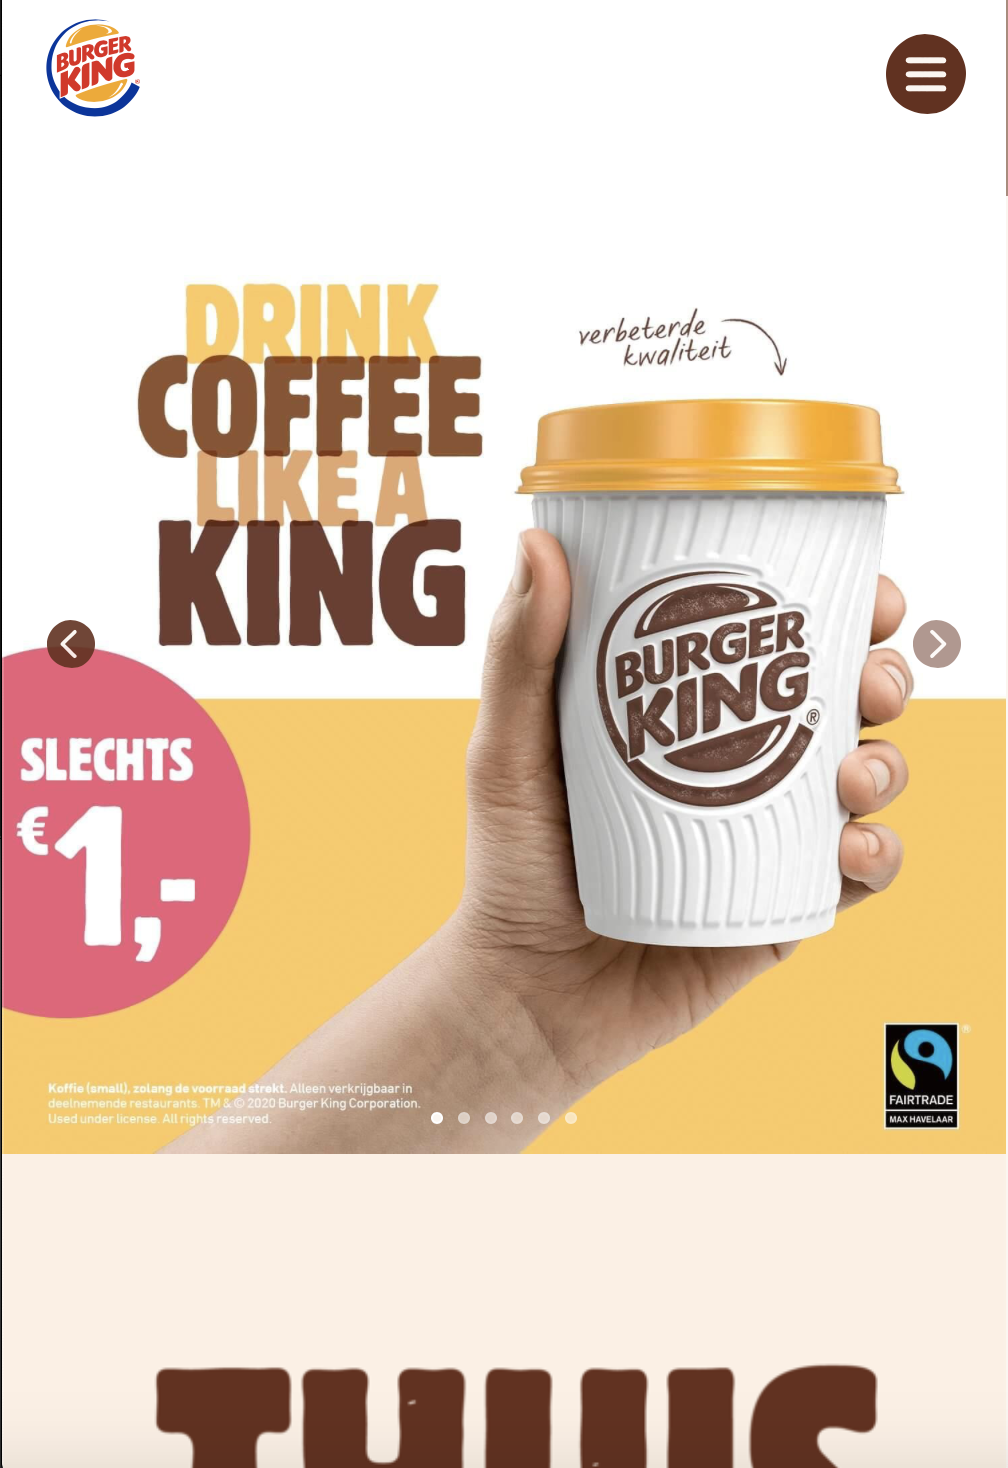 BURGER
KING
®
DRINK
COFFEE
LIKE A
KING
verbeterde
kwaliteit
BURGER
KING
®
SLECHTS
€1,-
Koffie (small), zolang de voorraad strekt. Alleen verkrijgbaar in
deelnemende restaurants. TM & © 2020 Burger King Corporation.
Used under license. All rights reserved.
®
FAIRTRADE
MAX HAVELAAR
THUIS